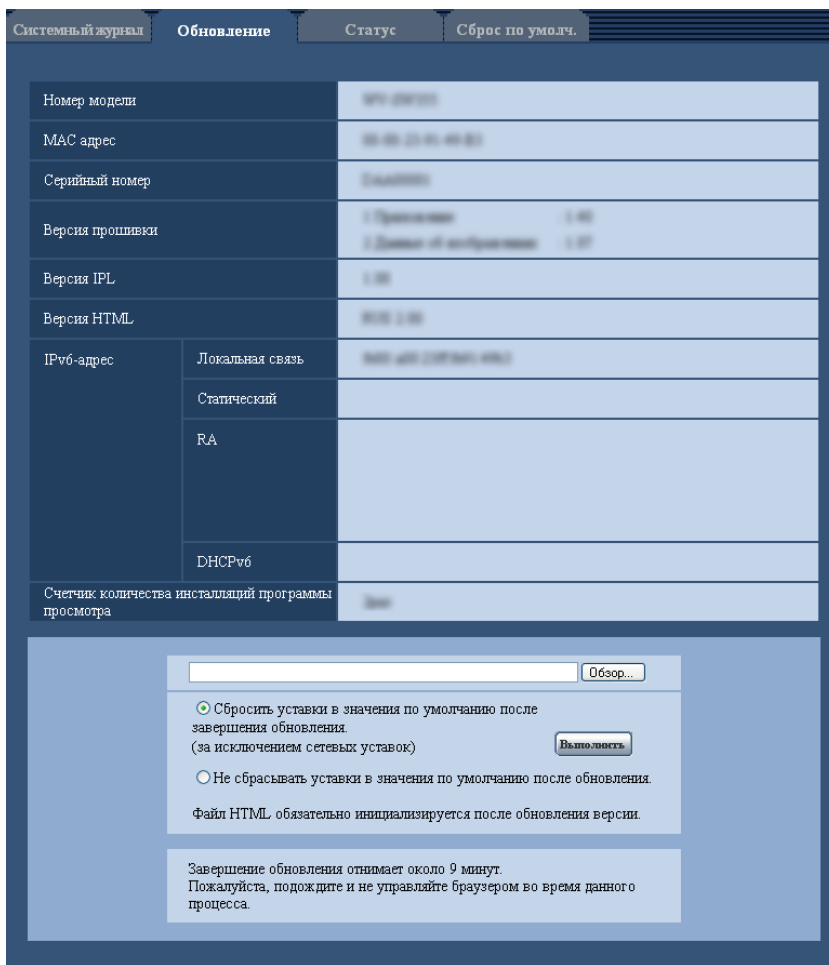 Системный журнал
Обновление
Статус
Сброс по умолч.
Номер модели
MAC адрес
Серийный номер
Версия прошивки
Версия IPL
Версия HTML
IPv6-адрес
Локальная связь
Статический
RA
DHCPv6
Счетчик количества инсталляций программы
просмотра
Обзор...
Сбросить уставки в значения по умолчанию после
завершения обновления.
(за исключением сетевых уставок)
Выполнить
Не сбрасывать уставки в значения по умолчанию после обновления.
Файл HTML обязательно инициализируется после обновления версии.
Завершение обновления отнимает около 9 минут.
Пожалуйста, подождите и не управляйте браузером во время данного
процесса.